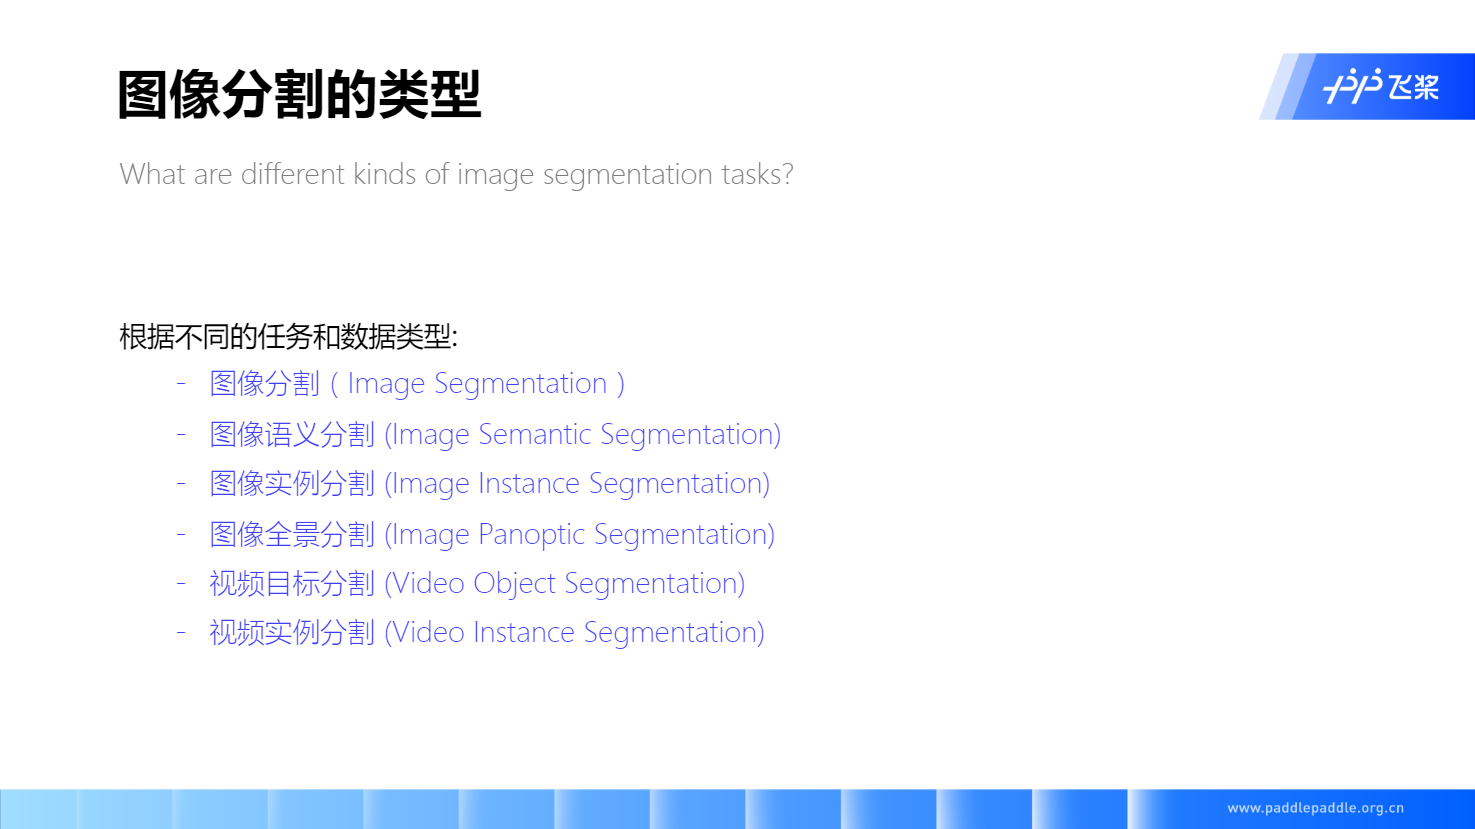 图像分割的类型
飞桨
What are different kinds of image segmentation tasks?
根据不同的任务和数据类型:
- 图像分割 ( Image Segmentation )
- 图像语义分割 (Image Semantic Segmentation)
- 图像实例分割 (Image Instance Segmentation)
- 图像全景分割 (Image Panoptic Segmentation)
- 视频目标分割 (Video Object Segmentation)
- 视频实例分割 (Video Instance Segmentation)
www.paddlepaddle.org.cn